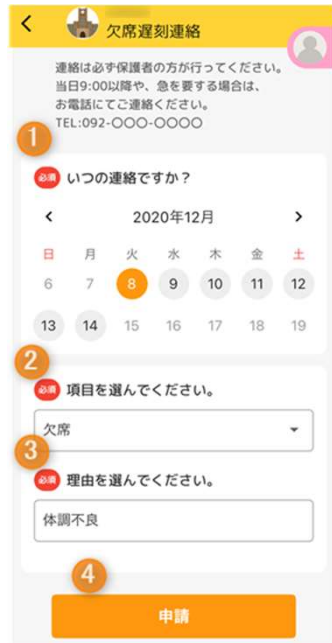 欠席遅刻連絡
連絡は必ず保護者の方が行ってください。
当日9:00以降や、急を要する場合は、
お電話にてご連絡ください。
TEL:092-〇〇〇-〇〇〇〇
1
必須 いつの連絡ですか？
< 2020年12月 >
日 月 火 水 木 金 土
6 7 8 9 10 11 12
13 14 15 16 17 18 19
2
必須 項目を選んでください。
欠席
3
必須 理由を選んでください。
体調不良
4
申請